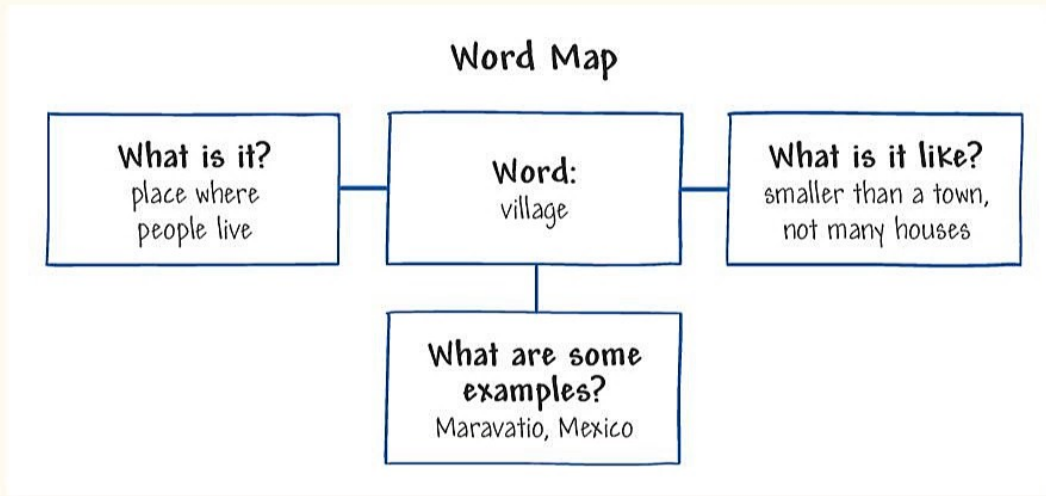 Word Map
What is it?
place where
people live
Word:
village
What is it like?
smaller than a town,
not many houses
What are some
examples?
Maravatio, Mexico